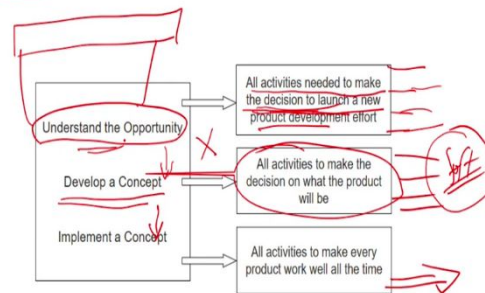 All activities needed to make
the decision to launch a new
product development effort
Understand the Opportunity
All activities to make the
decision on what the product
will be
Develop a Concept
Implement a Concept
All activities to make every
product work well all the time